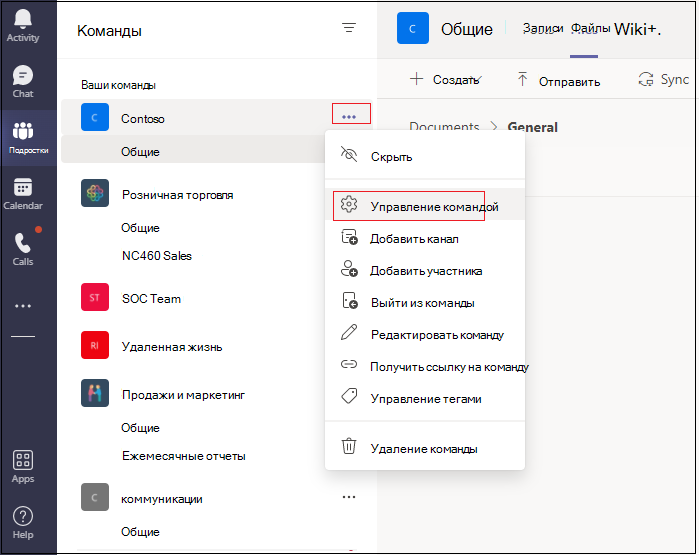 Activity
Chat
Подростки
Calendar
Calls
Apps
Help
Команды
Ваши команды
C Contoso
Общие
Розничная торговля
Общие
NC460 Sales
ST SOC Team
RI Удаленная жизнь
Продажи и маркетинг
Общие
Ежемесячные отчеты
C коммуникации
Общие
Скрыть
Управление командой
Добавить канал
Добавить участника
Выйти из команды
Редактировать команду
Получить ссылку на команду
Управление тегами
Удаление команды
C Общие Записи Файлы Wiki+.
Создать Отправить Sync
Documents > General